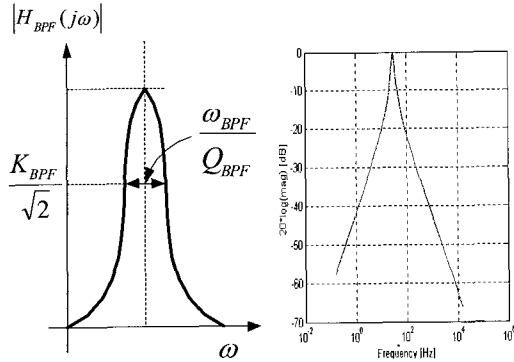 |H_BPF(jω)|
ω_BPF
Q_BPF
K_BPF
√2
ω
20*log(mag) [dB]
0
-10
-20
-30
-40
-50
-60
-70
10^-2
10^0
10^2
10^4
10^6
Frequency [Hz]